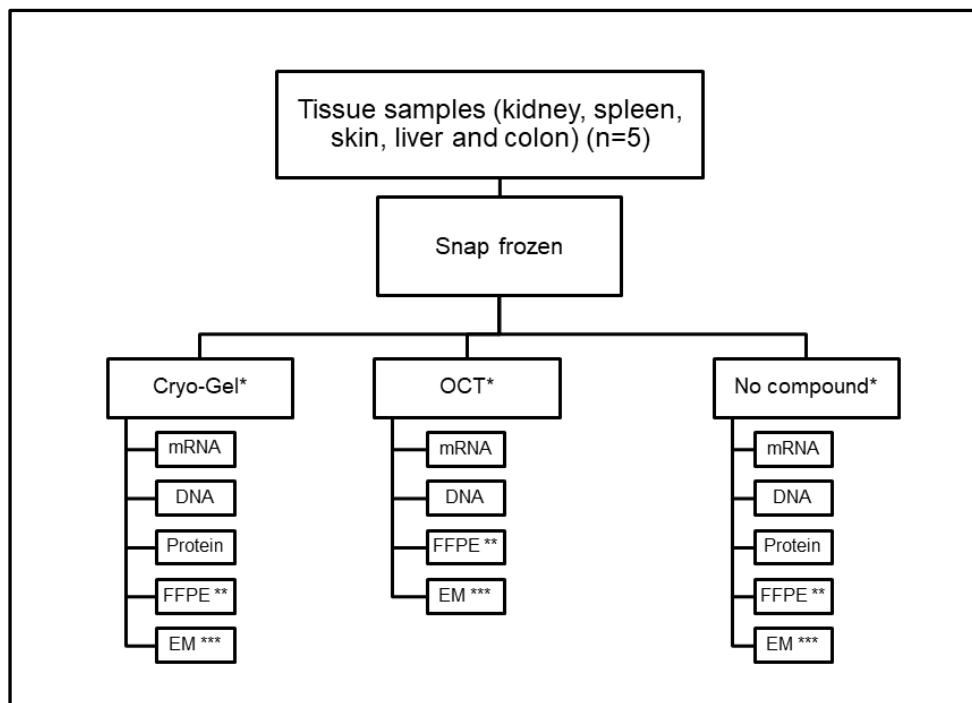 Tissue samples (kidney, spleen,
skin, liver and colon) (n=5)
Snap frozen
Cryo-Gel*
mRNA
DNA
Protein
FFPE **
EM ***
OCT*
mRNA
DNA
FFPE **
EM ***
No compound*
mRNA
DNA
Protein
FFPE **
EM ***